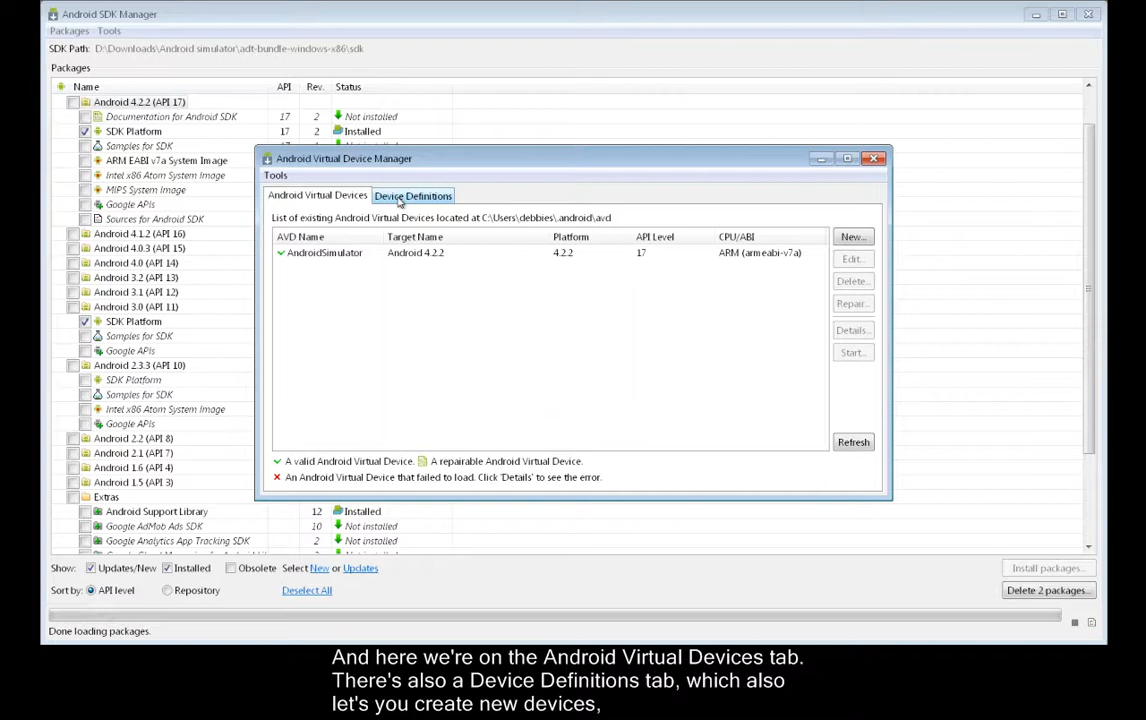 Android SDK Manager
Packages Tools
SDK Path: D:\Downloads\Android simulator\adt-bundle-windows-x86\sdk
Packages
Name API Rev. Status
Android 4.2.2 (API 17)
Documentation for Android SDK 17 2 Not installed
SDK Platform 17 2 Installed
Samples for SDK
ARM EABI v7a System Image
Intel x86 Atom System Image
MIPS System Image
Google APIs
Sources for Android SDK
Android 4.1.2 (API 16)
Android 4.0.3 (API 15)
Android 4.0 (API 14)
Android 3.2 (API 13)
Android 3.1 (API 12)
Android 3.0 (API 11)
SDK Platform
Samples for SDK
Google APIs
Android 2.3.3 (API 10)
SDK Platform
Samples for SDK
Intel x86 Atom System Image
Google APIs
Android 2.2 (API 8)
Android 2.1 (API 7)
Android 1.6 (API 4)
Android 1.5 (API 3)
Extras
Android Support Library 12 Installed
Google AdMob Ads SDK 10 Not installed
Google Analytics App Tracking SDK 2 Not installed
Show: Updates/New Installed Obsolete Select New or Updates Install packages...
Sort by: API level Repository Deselect All Delete 2 packages...
Done loading packages.
Android Virtual Device Manager
Tools
Android Virtual Devices Device Definitions
List of existing Android Virtual Devices located at C:\Users\debbies\.android\avd
AVD Name Target Name Platform API Level CPU/ABI
AndroidSimulator Android 4.2.2 4.2.2 17 ARM (armeabi-v7a)
New...
Edit...
Delete...
Repair...
Details...
Start...
Refresh
A valid Android Virtual Device. A repairable Android Virtual Device.
An Android Virtual Device that failed to load. Click 'Details' to see the error.
And here we're on the Android Virtual Devices tab.
There's also a Device Definitions tab, which also
let's you create new devices,